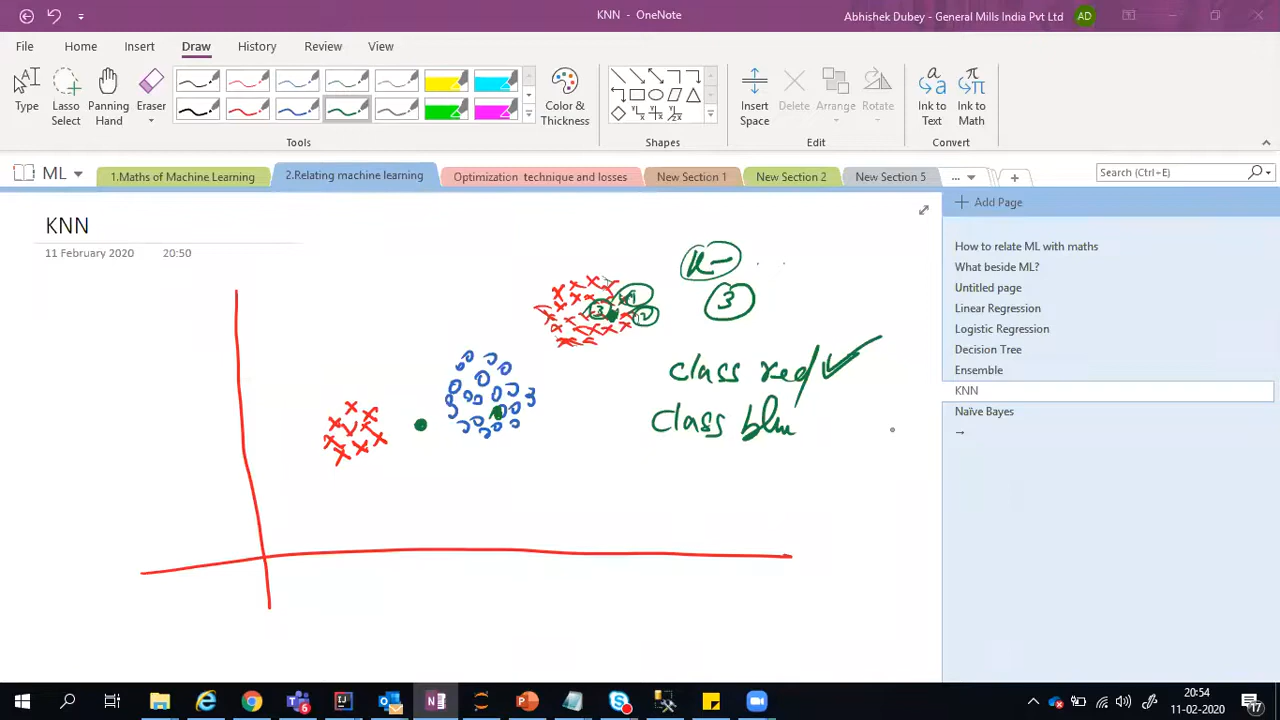 KNN - OneNote
Abhishek Dubey - General Mills India Pvt Ltd AD
File Home Insert Draw History Review View
Type Lasso Select Panning Hand Eraser Color & Thickness Insert Space Delete Arrange Rotate Ink to Text Ink to Math
Tools Shapes Edit Convert
ML 1.Maths of Machine Learning 2.Relating machine learning Optimization technique and losses New Section 1 New Section 2 New Section 5 ... Search (Ctrl+E)
KNN
11 February 2020 20:50
K-
3
1
2
3
class red
class blue
Add Page
How to relate ML with maths
What beside ML?
Untitled page
Linear Regression
Logistic Regression
Decision Tree
Ensemble
KNN
Naïve Bayes
→
20:54
11-02-2020
17